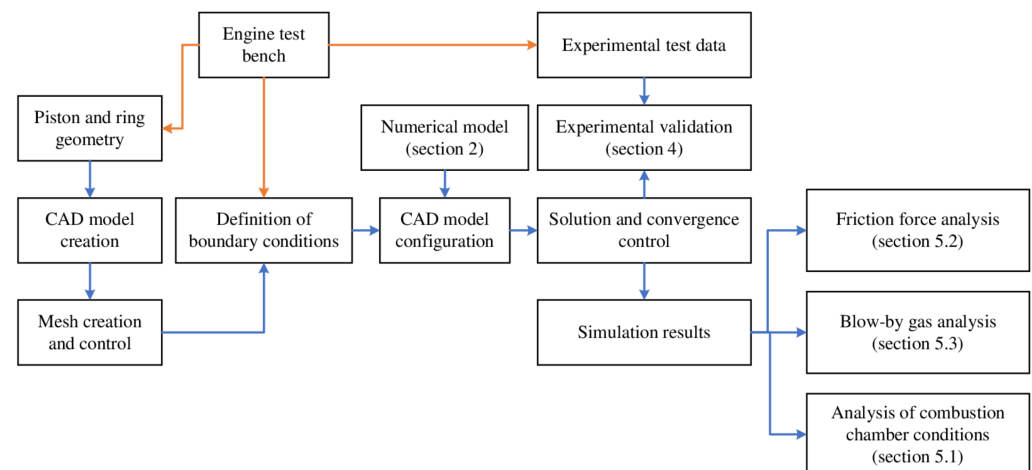 Engine test
bench
Experimental test data
Piston and ring
geometry
Numerical model
(section 2)
Experimental validation
(section 4)
CAD model
creation
Definition of
boundary conditions
CAD model
configuration
Solution and convergence
control
Friction force analysis
(section 5.2)
Mesh creation
and control
Simulation results
Blow-by gas analysis
(section 5.3)
Analysis of combustion
chamber conditions
(section 5.1)